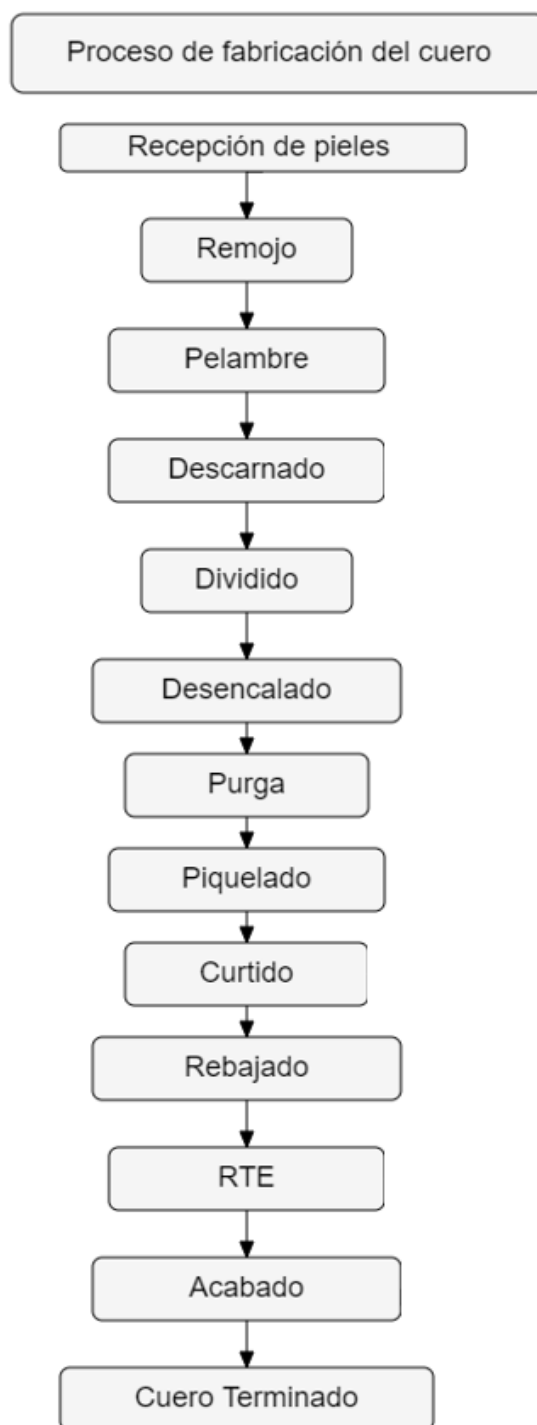 Proceso de fabricación del cuero
Recepción de pieles
Remojo
Pelambre
Descarnado
Dividido
Desencalado
Purga
Piquelado
Curtido
Rebajado
RTE
Acabado
Cuero Terminado